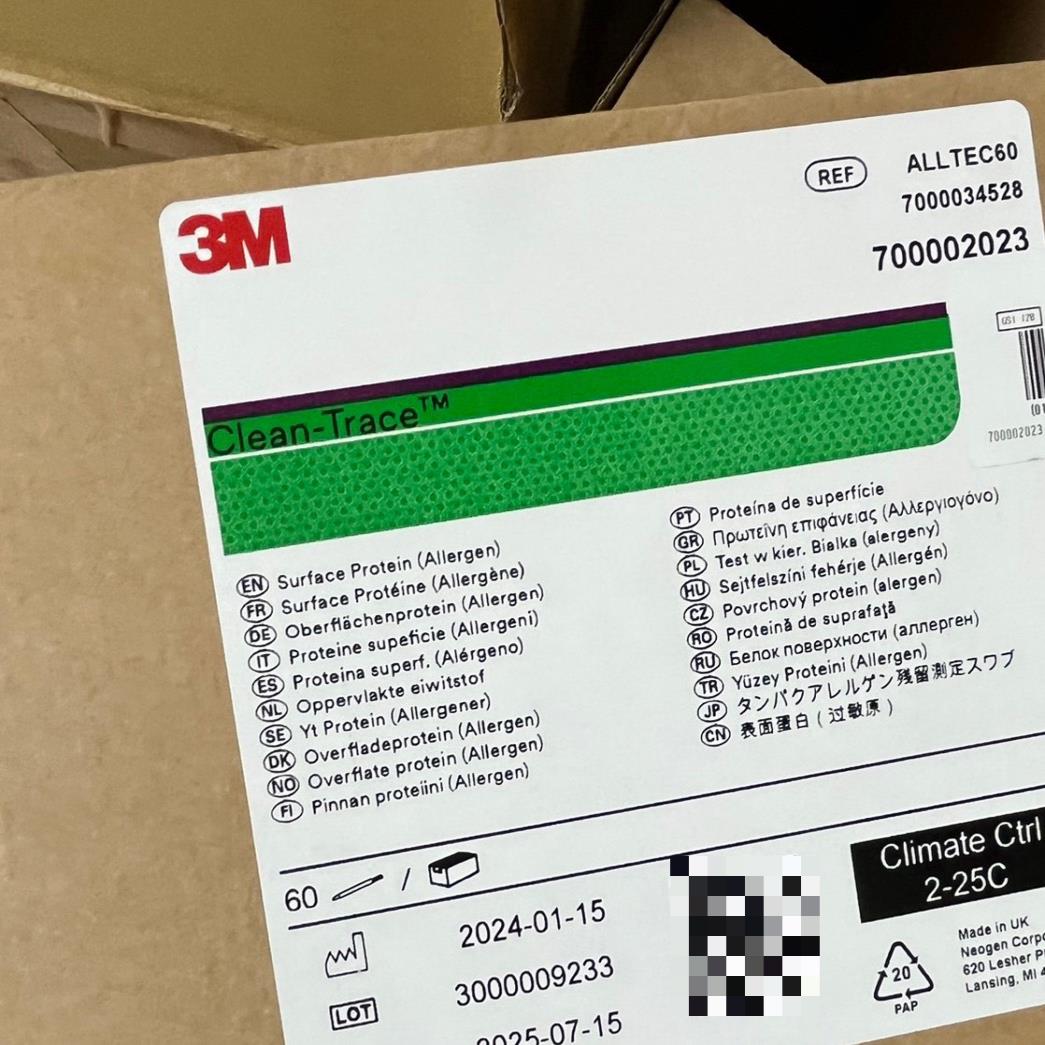 3M
REF
ALLTEC60
7000034528
700002023
GS1 128
(01
700002023
Clean-Trace™
EN Surface Protein (Allergen)
FR Surface Protéine (Allergène)
DE Oberflächenprotein (Allergen)
IT Proteine supeficie (Allergeni)
ES Proteina superf. (Alérgeno)
NL Oppervlakte eiwitstof
SE Yt Protein (Allergener)
DK Overfladeprotein (Allergen)
NO Overflate protein (Allergen)
FI Pinnan proteiini (Allergen)
PT Proteína de superfície
GR Πρωτεΐνη επιφάνειας (Αλλεργιογόνο)
PL Test w kier. Białka (alergeny)
HU Sejtfelszíni fehérje (Allergén)
CZ Povrchový protein (alergen)
RO Proteină de suprafaţă
RU Белок поверхности (аллерген)
TR Yüzey Proteini (Allergen)
JP タンパクアレルゲン残留測定スワブ
CN 表面蛋白（过敏原）
60 /
2024-01-15
LOT 3000009233
2025-07-15
Climate Ctrl
2-25C
20
PAP
Made in UK
Neogen Corpo
620 Lesher P
Lansing, MI 4